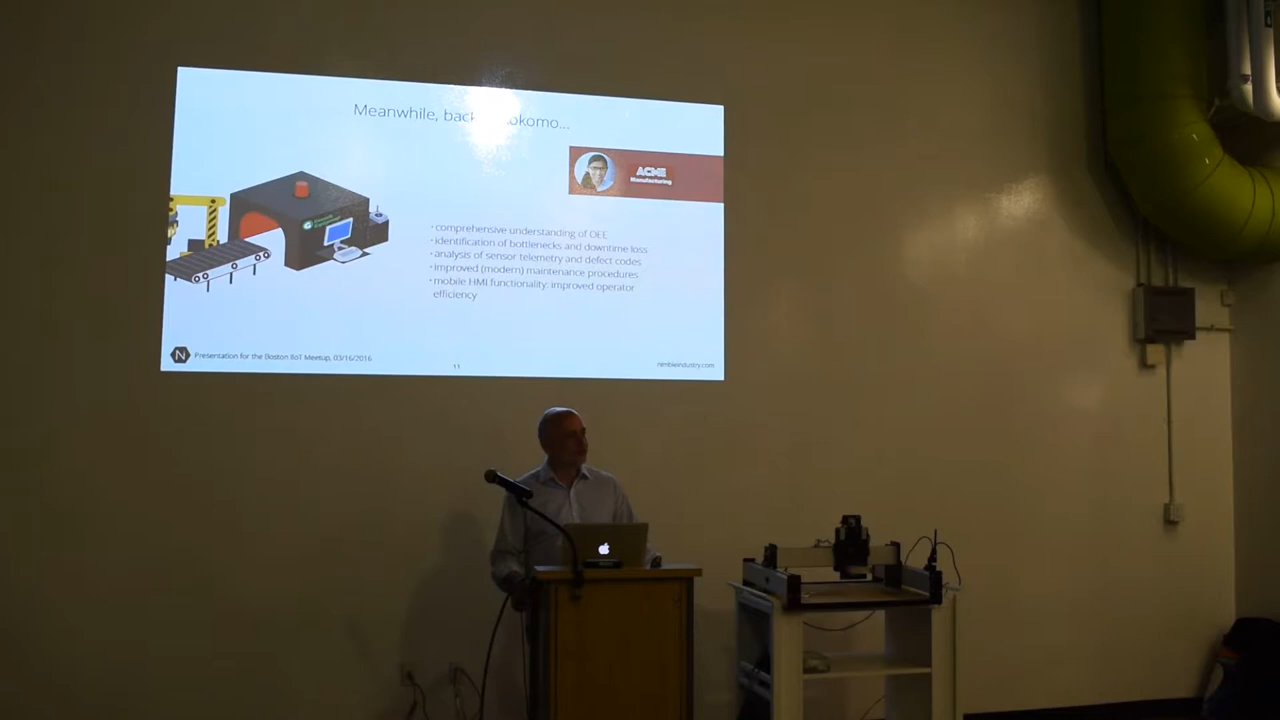 Meanwhile, back okomo...
ACME
Manufacturing
· comprehensive understanding of OEE
· identification of bottlenecks and downtime loss
· analysis of sensor telemetry and defect codes
· improved (modern) maintenance procedures
· mobile HMI functionality: improved operator
efficiency
N Presentation for the Boston IIoT Meetup, 03/16/2016
11
nimbleindustry.com